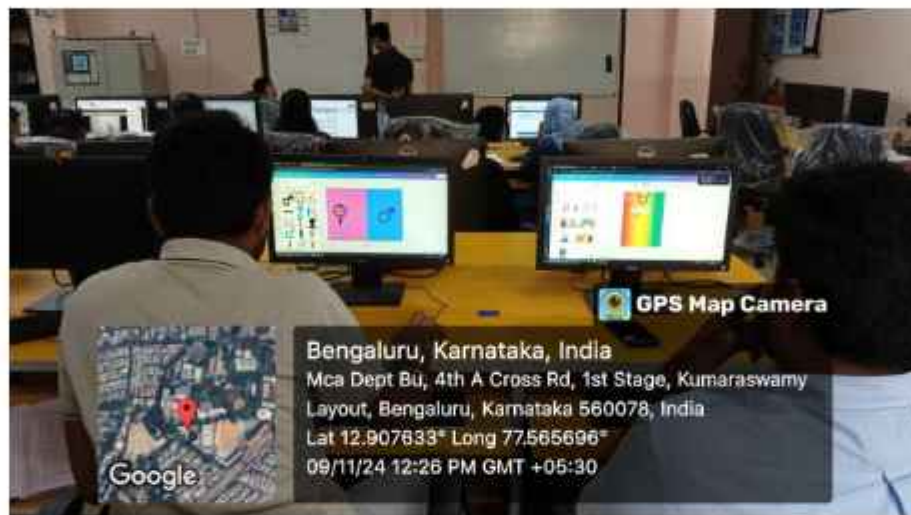 GPS Map Camera
Bengaluru, Karnataka, India
Mca Dept Bu, 4th A Cross Rd, 1st Stage, Kumaraswamy
Layout, Bengaluru, Karnataka 560078, India
Lat 12.907633° Long 77.565696°
09/11/24 12:26 PM GMT +05:30
Google